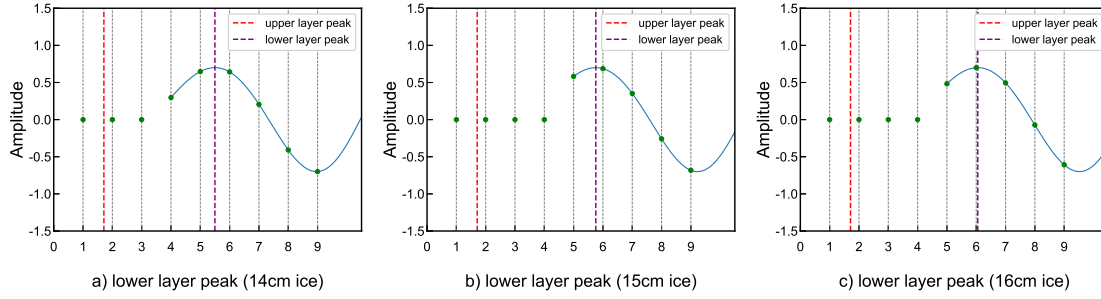 1.5
1.0
0.5
0.0
-0.5
-1.0
-1.5
Amplitude
0 1 2 3 4 5 6 7 8 9
upper layer peak
lower layer peak
a) lower layer peak (14cm ice)
1.5
1.0
0.5
0.0
-0.5
-1.0
-1.5
Amplitude
0 1 2 3 4 5 6 7 8 9
upper layer peak
lower layer peak
b) lower layer peak (15cm ice)
1.5
1.0
0.5
0.0
-0.5
-1.0
-1.5
Amplitude
0 1 2 3 4 5 6 7 8 9
upper layer peak
lower layer peak
c) lower layer peak (16cm ice)